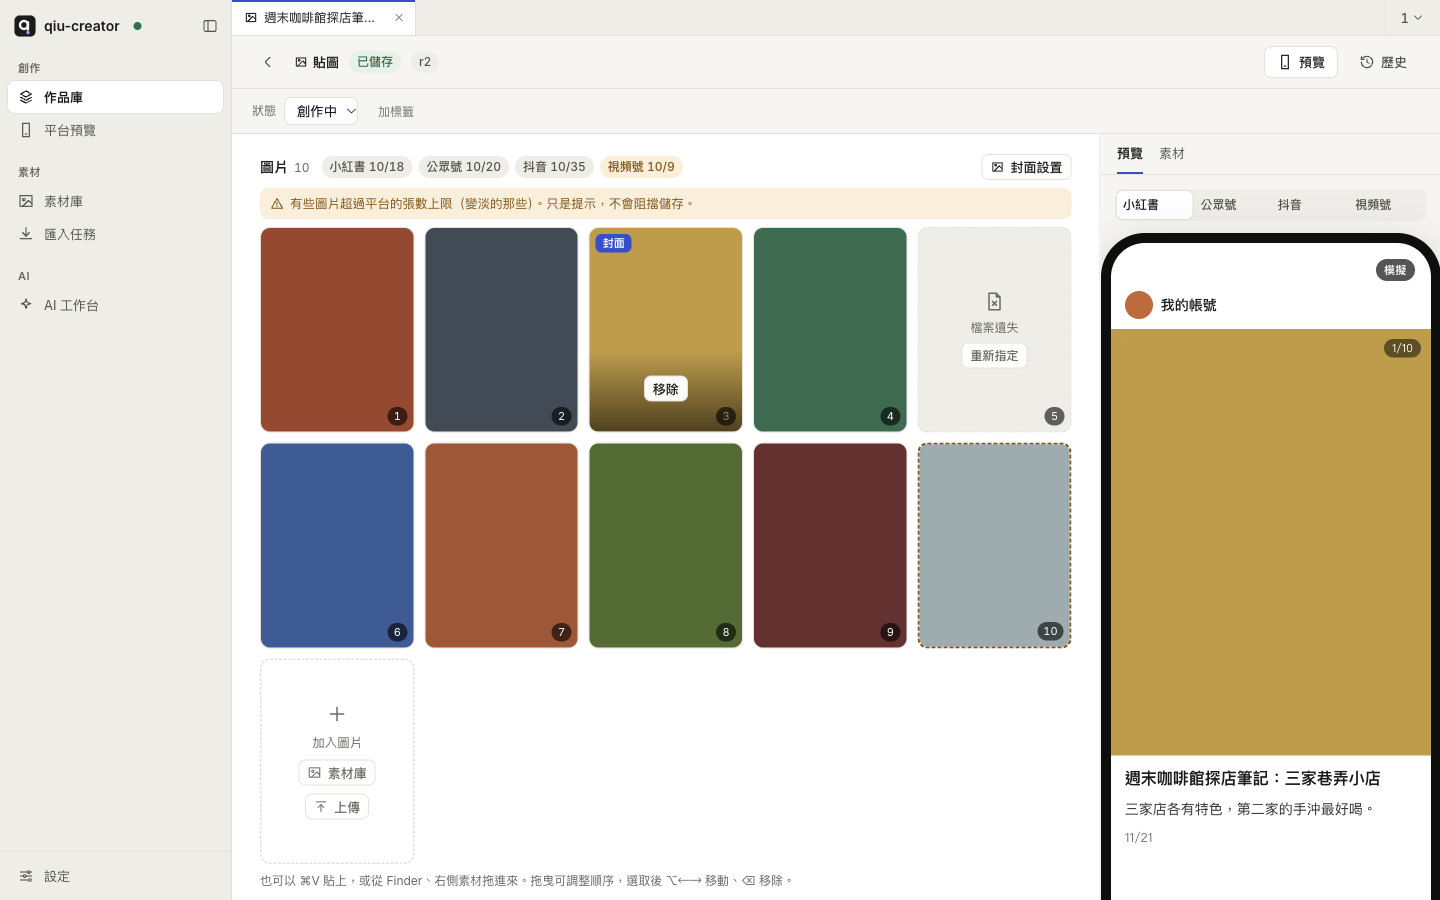 qiu-creator
創作
作品庫
平台預覽
素材
素材庫
匯入任務
AI
AI 工作台
設定
週末咖啡館探店筆...
1
貼圖
已儲存
r2
預覽
歷史
狀態
創作中
加標籤
圖片 10
小紅書 10/18
公眾號 10/20
抖音 10/35
視頻號 10/9
封面設置
有些圖片超過平台的張數上限（變淡的那些）。只是提示，不會阻擋儲存。
1
2
封面
移除
3
4
檔案遺失
重新指定
5
6
7
8
9
10
加入圖片
素材庫
上傳
也可以 ⌘V 貼上，或從 Finder、右側素材拖進來。拖曳可調整順序，選取後 ⌥←→ 移動、⌫ 移除。
預覽
素材
小紅書
公眾號
抖音
視頻號
模擬
我的帳號
1/10
週末咖啡館探店筆記：三家巷弄小店
三家店各有特色，第二家的手沖最好喝。
11/21